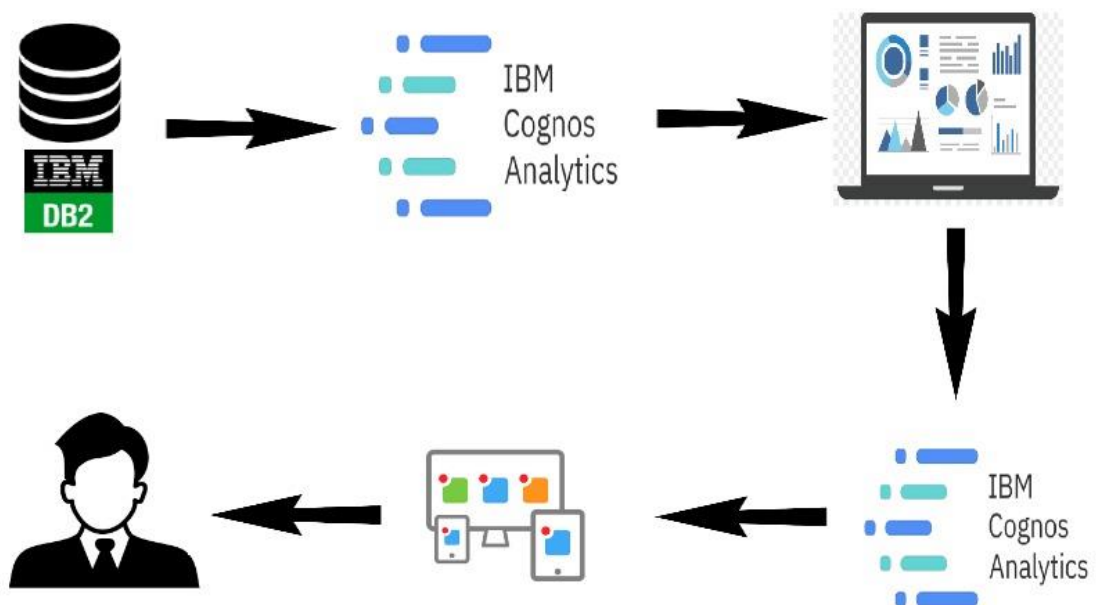 IBM
DB2
IBM
Cognos
Analytics
IBM
Cognos
Analytics